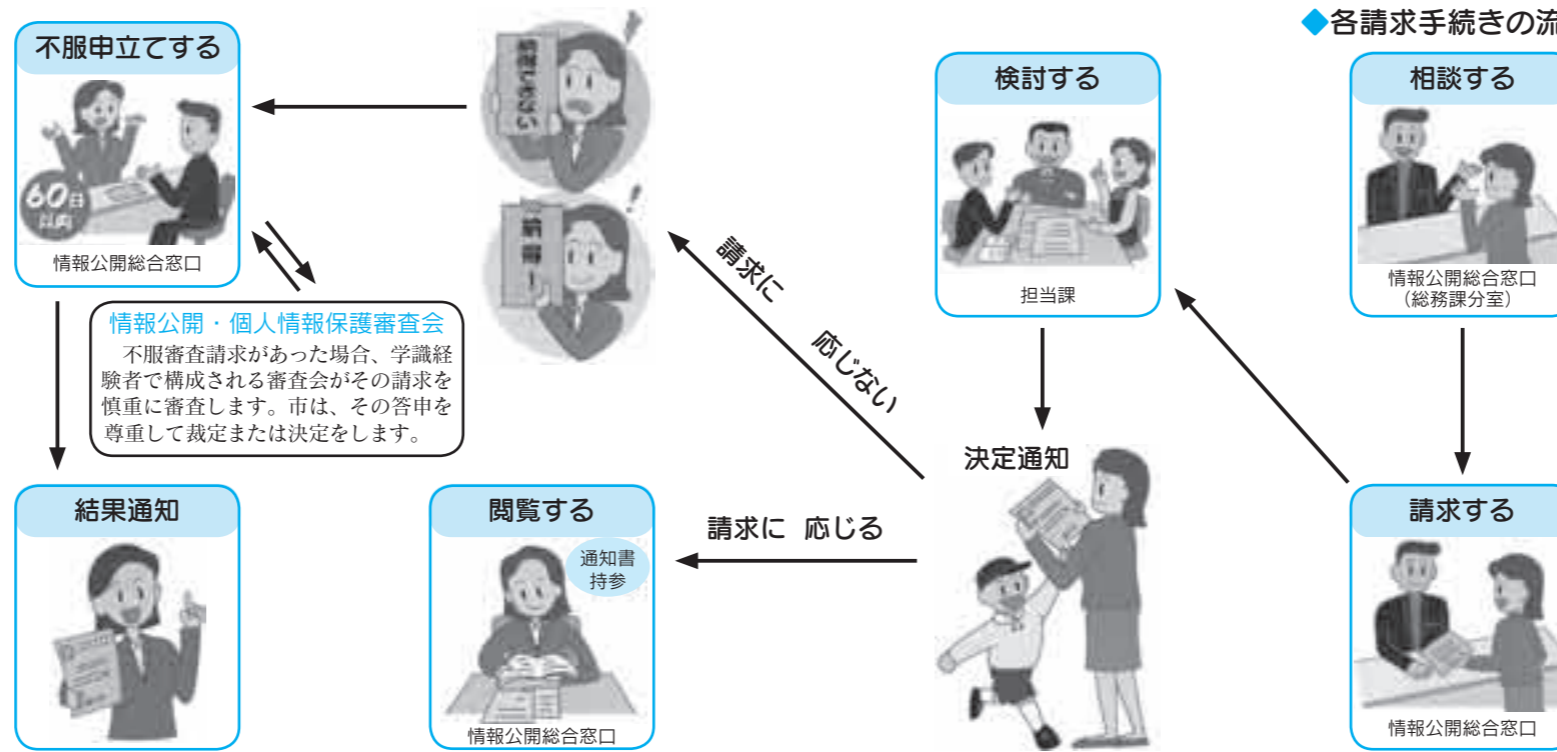 ◆各請求手続きの流
相談する
情報公開総合窓口
（総務課分室）
請求する
情報公開総合窓口
検討する
担当課
決定通知
請求に 応じる
閲覧する
通知書
持参
情報公開総合窓口
請求に 応じない
納得！
不服申立てする
60日
以内
情報公開総合窓口
情報公開・個人情報保護審査会
　不服審査請求があった場合、学識経
験者で構成される審査会がその請求を
慎重に審査します。市は、その答申を
尊重して裁定または決定をします。
結果通知